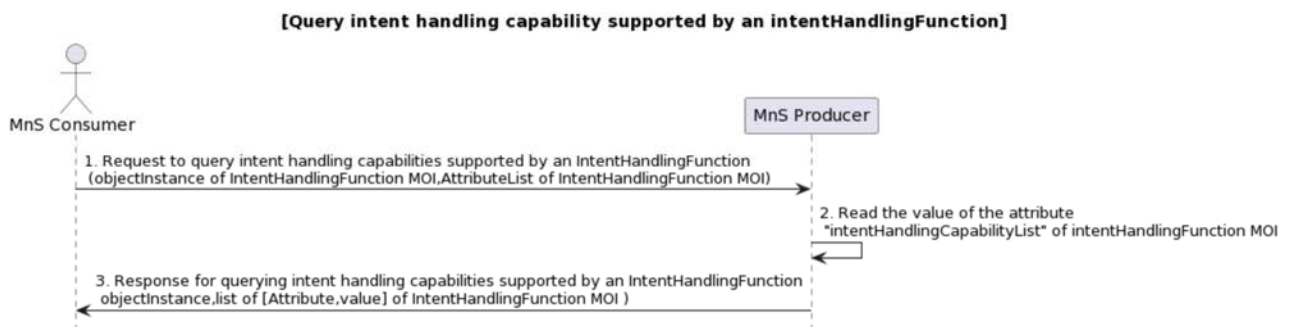 [Query intent handling capability supported by an intentHandlingFunction]
MnS Consumer
MnS Producer
1. Request to query intent handling capabilities supported by an IntentHandlingFunction
(objectInstance of IntentHandlingFunction MOI,AttributeList of IntentHandlingFunction MOI)
2. Read the value of the attribute
"intentHandlingCapabilityList" of intentHandlingFunction MOI
3. Response for querying intent handling capabilities supported by an IntentHandlingFunction
objectInstance,list of [Attribute,value] of IntentHandlingFunction MOI )